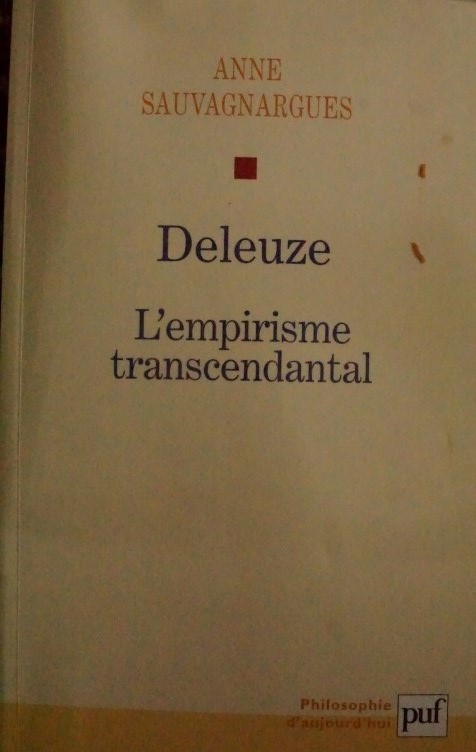 ANNE
SAUVAGNARGUES
Deleuze
L'empirisme
transcendantal
Philosophie
d'aujourd'hui
puf